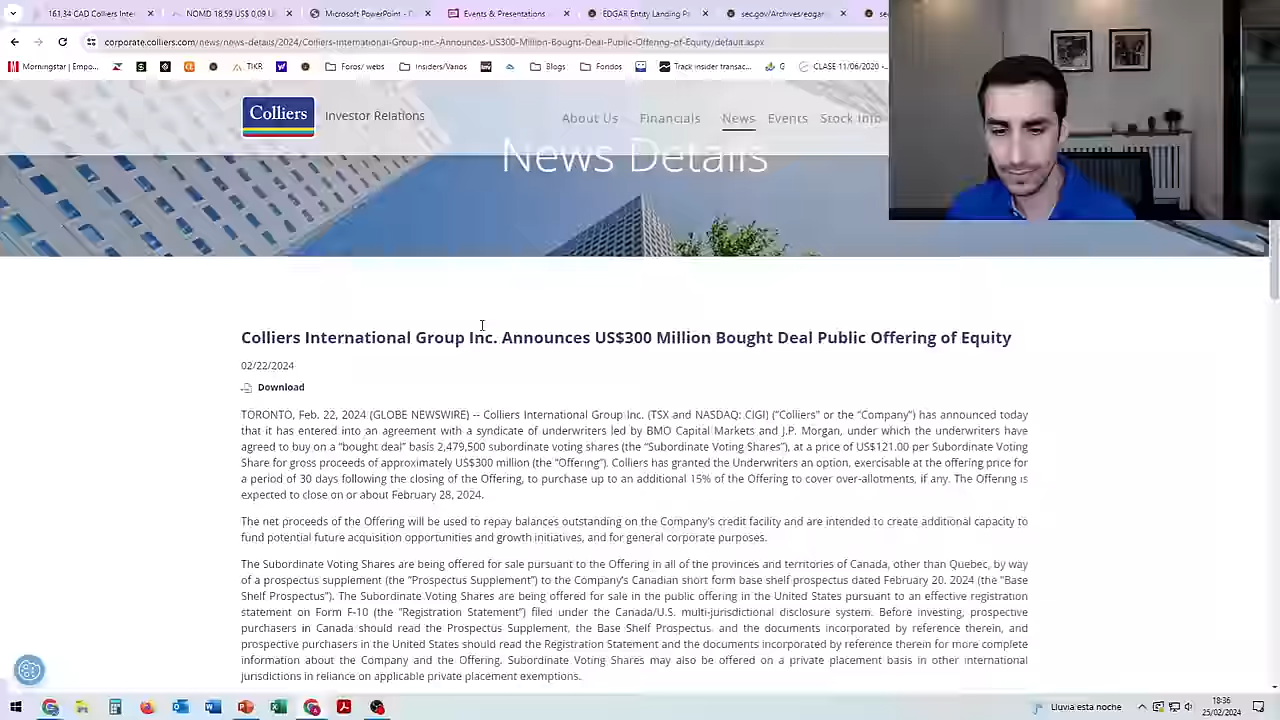 161,34 CAD Colliers Inter
NOMD 18,59 US$ 0,09 U
Microsoft PowerPoint - C
Events & Presentations
EDGAR Entity Landing Pa
sec.gov/Archives/edgar
se
corporate.colliers.com/news/news-details/2024/Colliers-International-Group-Inc-Announces-US300-Million-Bought-Deal-Public-Offering-of-Equity/default.aspx
Morningstar | Empo...
TIKR
Foros/ webs
Insiders/Varios
Blogs
Fondos
Track insider transac...
CLASE 11/06/2020 -...
Colliers
Investor Relations
About Us
Financials
News
Events
Stock Info
News Details
Colliers International Group Inc. Announces US$300 Million Bought Deal Public Offering of Equity
02/22/2024
Download
TORONTO, Feb. 22, 2024 (GLOBE NEWSWIRE) -- Colliers International Group Inc. (TSX and NASDAQ: CIGI) (“Colliers” or the “Company”) has announced today
that it has entered into an agreement with a syndicate of underwriters led by BMO Capital Markets and J.P. Morgan, under which the underwriters have
agreed to buy on a “bought deal” basis 2,479,500 subordinate voting shares (the “Subordinate Voting Shares”), at a price of US$121.00 per Subordinate Voting
Share for gross proceeds of approximately US$300 million (the “Offering”). Colliers has granted the Underwriters an option, exercisable at the offering price for
a period of 30 days following the closing of the Offering, to purchase up to an additional 15% of the Offering to cover over-allotments, if any. The Offering is
expected to close on or about February 28, 2024.
The net proceeds of the Offering will be used to repay balances outstanding on the Company’s credit facility and are intended to create additional capacity to
fund potential future acquisition opportunities and growth initiatives, and for general corporate purposes.
The Subordinate Voting Shares are being offered for sale pursuant to the Offering in all of the provinces and territories of Canada, other than Quebec, by way
of a prospectus supplement (the “Prospectus Supplement”) to the Company’s Canadian short form base shelf prospectus dated February 20, 2024 (the “Base
Shelf Prospectus”). The Subordinate Voting Shares are being offered for sale in the public offering in the United States pursuant to an effective registration
statement on Form F-10 (the “Registration Statement”) filed under the Canada/U.S. multi-jurisdictional disclosure system. Before investing, prospective
purchasers in Canada should read the Prospectus Supplement, the Base Shelf Prospectus, and the documents incorporated by reference therein, and
prospective purchasers in the United States should read the Registration Statement and the documents incorporated by reference therein for more complete
information about the Company and the Offering. Subordinate Voting Shares may also be offered on a private placement basis in other international
jurisdictions in reliance on applicable private placement exemptions.
Lluvia esta noche
18:36
25/02/2024